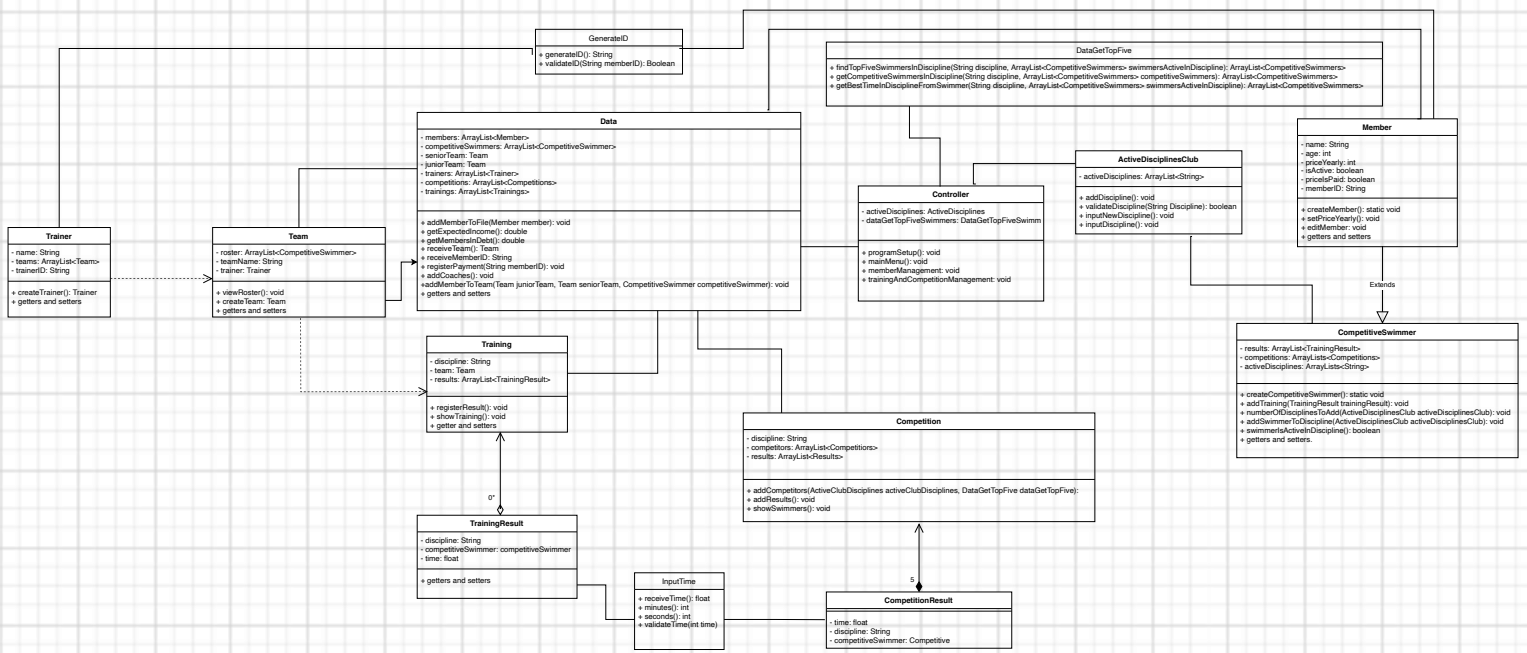 GenerateID
+ generateID(): String
+ validateID(String memberID): Boolean
DataGetTopFive
+ findTopFiveSwimmersInDiscipline(String discipline, ArrayList<CompetitiveSwimmers> swimmersActiveInDiscipline): ArrayList<CompetitiveSwimmers>
+ getCompetitiveSwimmersInDiscipline(String discipline, ArrayList<CompetitiveSwimmers> competitiveSwimmers): ArrayList<CompetitiveSwimmers>
+ getBestTimeInDisciplineFromSwimmer(String discipline, ArrayList<CompetitiveSwimmers> swimmersActiveInDiscipline): ArrayList<CompetitiveSwimmers>
Data
- members: ArrayList<Member>
- competitiveSwimmers: ArrayList<CompetitiveSwimmer>
- seniorTeam: Team
- juniorTeam: Team
- trainers: ArrayList<Trainer>
- competitions: ArrayList<Competitions>
- trainings: ArrayList<Trainings>
+ addMemberToFile(Member member): void
+ getExpectedIncome(): double
+ getMembersInDebt(): double
+ receiveTeam(): Team
+ receiveMemberID: String
+ registerPayment(String memberID): void
+ addCoaches(): void
+addMemberToTeam(Team juniorTeam, Team seniorTeam, CompetitiveSwimmer competitiveSwimmer): void
+ getters and setters
Member
- name: String
- age: int
- priceYearly: int
- isActive: boolean
- priceIsPaid: boolean
- memberID: String
+ createMember(): static void
+ setPriceYearly(): void
+ editMember: void
+ getters and setters
ActiveDisciplinesClub
- activeDisciplines: ArrayList<String>
+ addDiscipline(): void
+ validateDiscipline(String Discipline): boolean
+ inputNewDiscipline(): void
+ inputDiscipline(): void
Controller
- activeDisciplines: ActiveDisciplines
- dataGetTopFiveSwimmers: DataGetTopFiveSwimm
+ programSetup(): void
+ mainMenu(): void
+ memberManagement: void
+ trainingAndCompetitionManagement: void
Trainer
- name: String
- teams: ArrayList<Team>
- trainerID: String
+ createTrainer(): Trainer
+ getters and setters
Team
- roster: ArrayList<CompetitiveSwimmer>
- teamName: String
- trainer: Trainer
+ viewRoster(): void
+ createTeam: Team
+ getters and setters
Extends
CompetitiveSwimmer
- results: ArrayList<TrainingResult>
- competitions: ArrayLists<Competitions>
- activeDisciplines: ArrayLists<String>
+ createCompetitiveSwimmer(): static void
+ addTraining(TrainingResult trainingResult): void
+ numberOfDisciplinesToAdd(ActiveDisciplinesClub activeDisciplinesClub): void
+ addSwimmerToDiscipline(ActiveDisciplinesClub activeDisciplinesClub): void
+ swimmerIsActiveInDiscipline(): boolean
+ getters and setters.
Training
- discipline: String
- team: Team
- results: ArrayList<TrainingResult>
+ registerResult(): void
+ showTraining(): void
+ getter and setters
Competition
- discipline: String
- competitors: ArrayList<Competitiors>
- results: ArrayList<Results>
+ addCompetitors(ActiveClubDisciplines activeClubDisciplines, DataGetTopFive dataGetTopFive):
+ addResults(): void
+ showSwimmers(): void
0*
TrainingResult
- discipline: String
- competitiveSwimmer: competitiveSwimmer
- time: float
+ getters and setters
InputTime
+ receiveTime(): float
+ minutes(): int
+ seconds(): int
+ validateTime(int time)
5
CompetitionResult
- time: float
- discipline: String
- competitiveSwimmer: Competitive